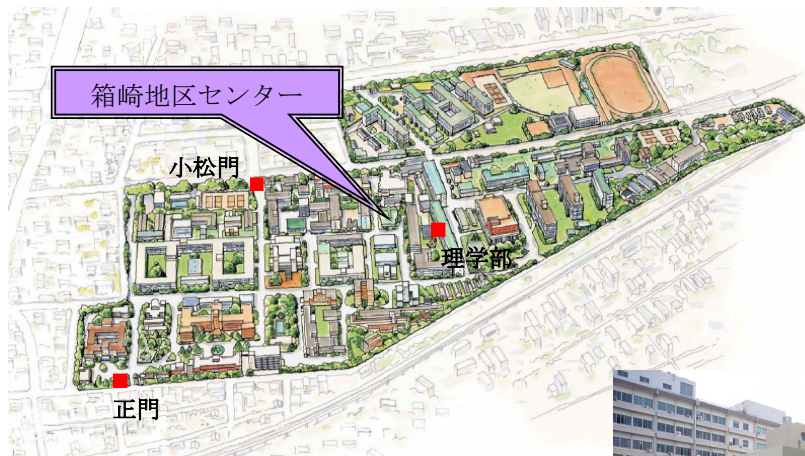 箱崎地区センター
小松門
理学部
正門